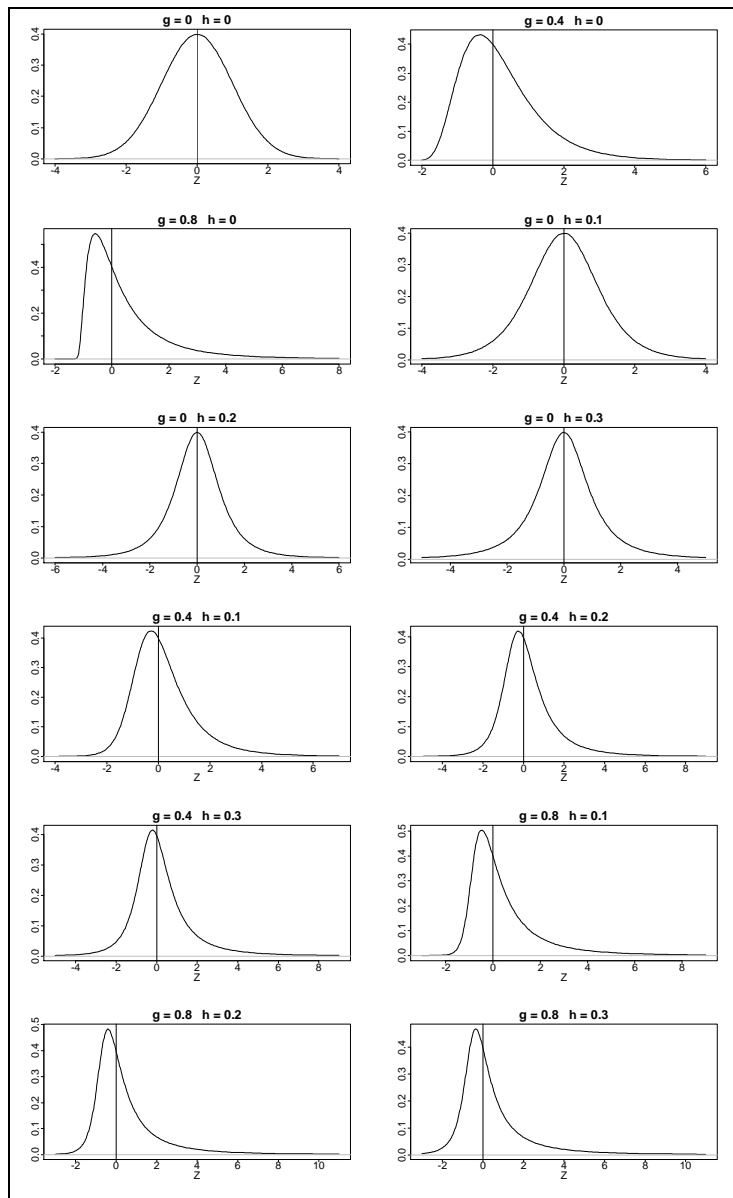 g = 0 h = 0
0.0 0.1 0.2 0.3 0.4
-4 -2 0 2 4
Z
g = 0.4 h = 0
0.0 0.1 0.2 0.3 0.4
-2 0 2 4 6
Z
g = 0.8 h = 0
0.0 0.2 0.4
-2 0 2 4 6 8
Z
g = 0 h = 0.1
0.0 0.1 0.2 0.3 0.4
-4 -2 0 2 4
Z
g = 0 h = 0.2
0.0 0.1 0.2 0.3 0.4
-6 -4 -2 0 2 4 6
Z
g = 0 h = 0.3
0.0 0.1 0.2 0.3 0.4
-4 -2 0 2 4
Z
g = 0.4 h = 0.1
0.0 0.1 0.2 0.3 0.4
-4 -2 0 2 4 6
Z
g = 0.4 h = 0.2
0.0 0.1 0.2 0.3 0.4
-4 -2 0 2 4 6 8
Z
g = 0.4 h = 0.3
0.0 0.1 0.2 0.3 0.4
-4 -2 0 2 4 6 8
Z
g = 0.8 h = 0.1
0.0 0.1 0.2 0.3 0.4 0.5
-2 0 2 4 6 8
Z
g = 0.8 h = 0.2
0.0 0.1 0.2 0.3 0.4 0.5
-2 0 2 4 6 8 10
Z
g = 0.8 h = 0.3
0.0 0.1 0.2 0.3 0.4
-2 0 2 4 6 8 10
Z